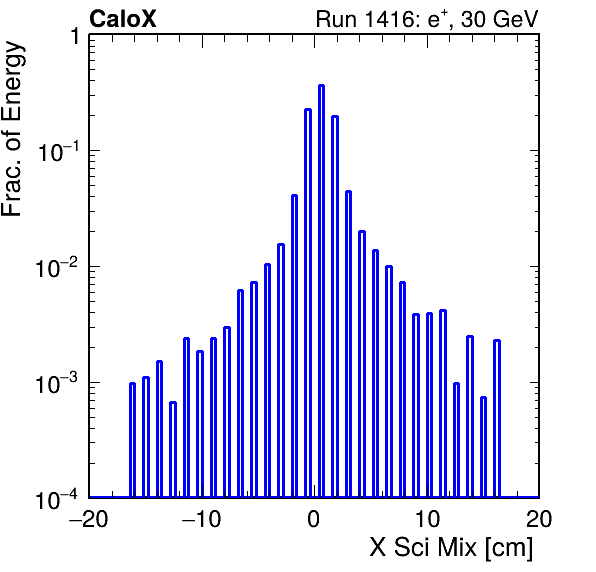 CaloX Run 1416: e⁺, 30 GeV
Frac. of Energy
1
10⁻¹
10⁻²
10⁻³
10⁻⁴
−20 −10 0 10 20
X Sci Mix [cm]